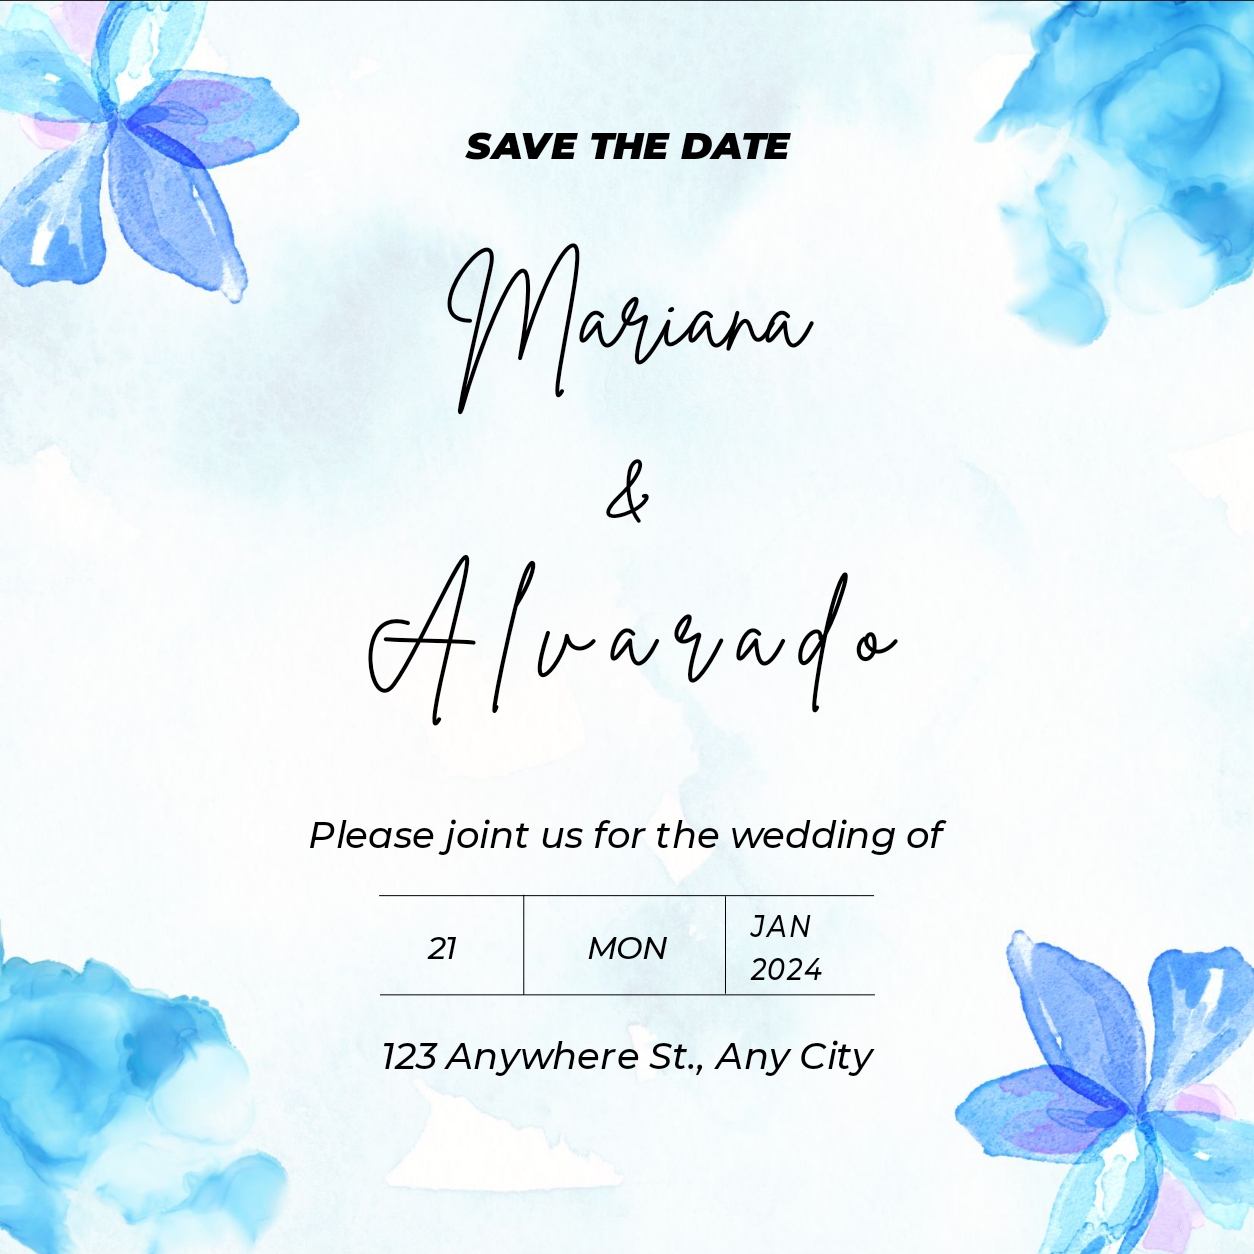 SAVE THE DATE
Mariana
&
Alvarado
Please joint us for the wedding of
21 MON JAN 2024
123 Anywhere St., Any City